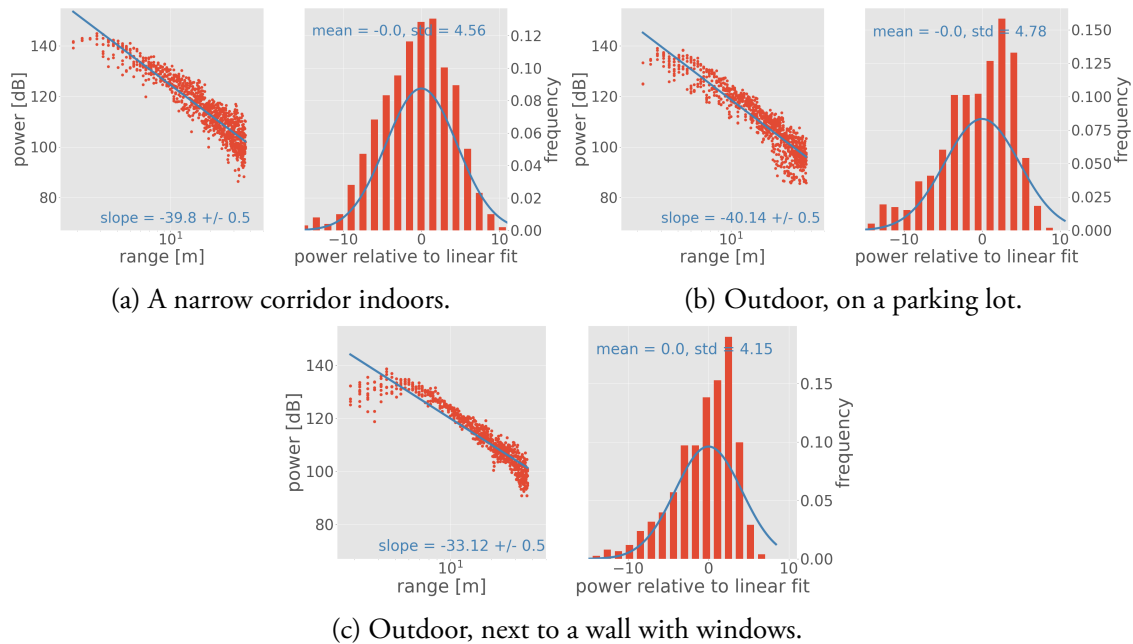 140
120
100
80
power [dB]
slope = -39.8 +/- 0.5
10¹
range [m]
mean = -0.0, std = 4.56
0.12
0.10
0.08
0.06
0.04
0.02
0.00
frequency
−10
0
10
power relative to linear fit
(a) A narrow corridor indoors.
140
120
100
80
power [dB]
slope = -40.14 +/- 0.5
10¹
range [m]
mean = -0.0, std = 4.78
0.150
0.125
0.100
0.075
0.050
0.025
0.000
frequency
−10
0
10
power relative to linear fit
(b) Outdoor, on a parking lot.
140
120
100
80
power [dB]
slope = -33.12 +/- 0.5
10¹
range [m]
mean = 0.0, std = 4.15
0.15
0.10
0.05
0.00
frequency
−10
0
10
power relative to linear fit
(c) Outdoor, next to a wall with windows.